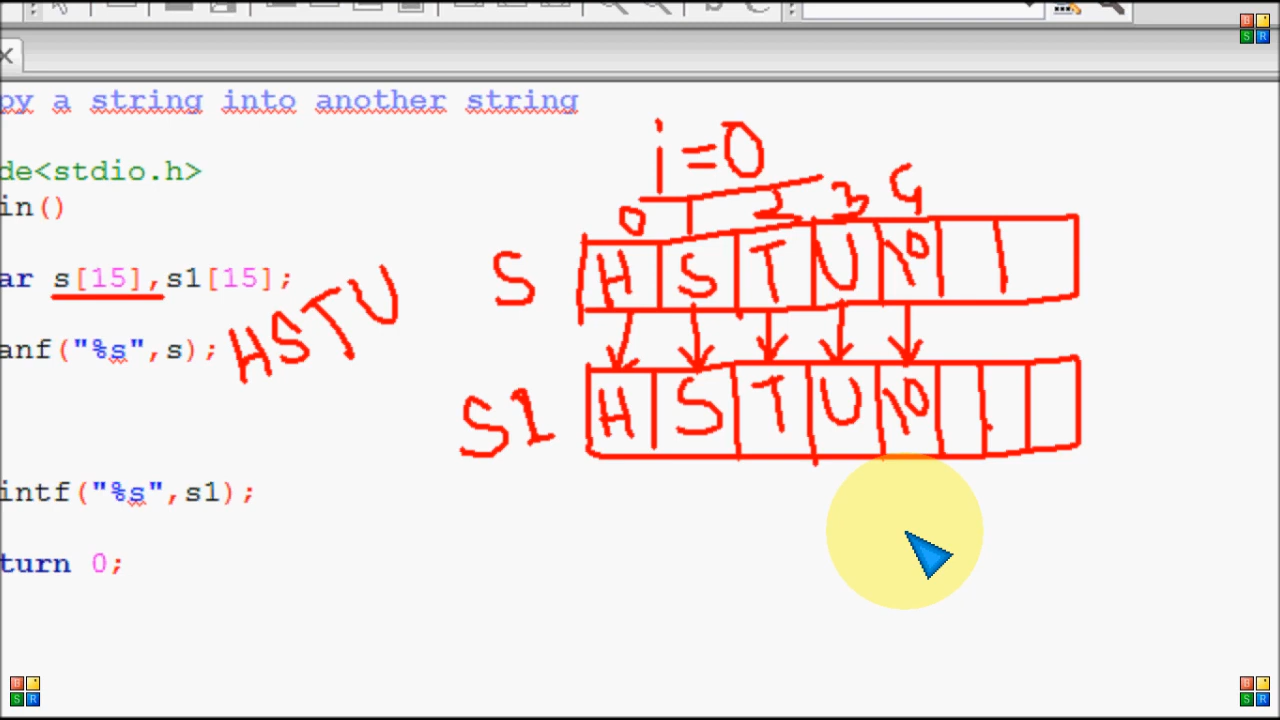 py a string into another string
i=0
de<stdio.h>
0 2 3 4
in()
S H S T U \0
ar s[15],s1[15];
HSTU
anf("%s",s);
S1 H S T U \0
intf("%s",s1);
turn 0;
B S R
B S R
B S R